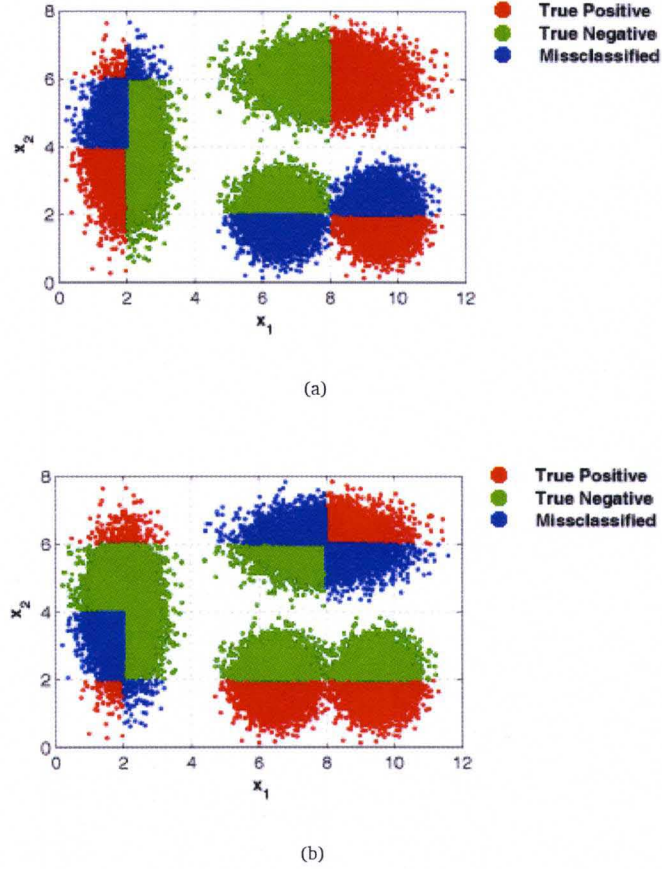 True Positive
True Negative
Missclassified
8
6
4
2
0
x2
0 2 4 6 8 10 12
x1
(a)
True Positive
True Negative
Missclassified
8
6
4
2
0
x2
0 2 4 6 8 10 12
x1
(b)